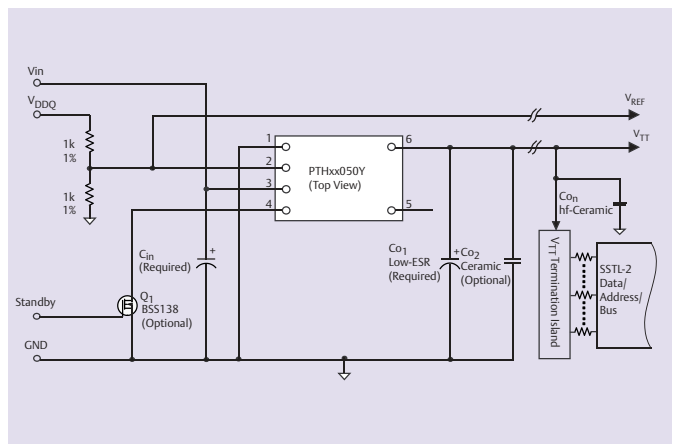 Vin
VDDQ
1k
1%
1k
1%
1
2
3
4
PTHxx050Y
(Top View)
6
5
VREF
VTT
Con
hf-Ceramic
Cin
(Required)
+
Co1
Low-ESR
(Required)
+
Co2
Ceramic
(Optional)
VTT Termination Island
SSTL-2
Data/
Address/
Bus
Standby
Q1
BSS138
(Optional)
GND